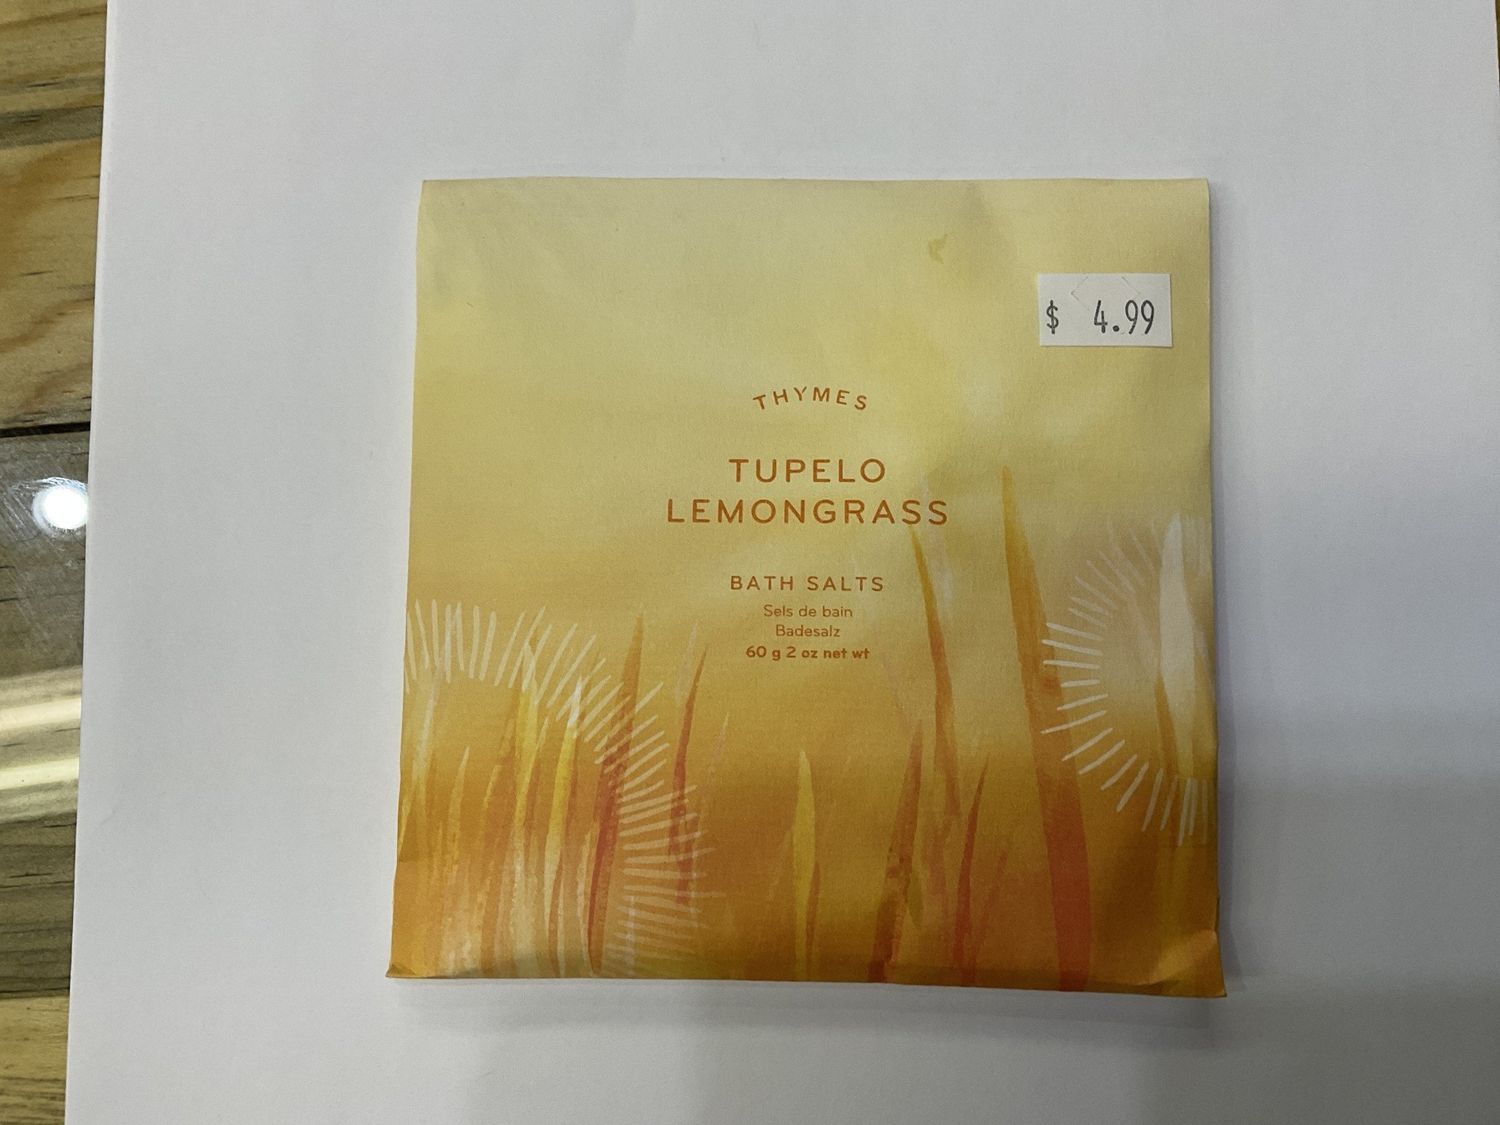 $ 4.99
THYMES
TUPELO
LEMONGRASS
BATH SALTS
Sels de bain
Badesalz
60 g 2 oz net wt